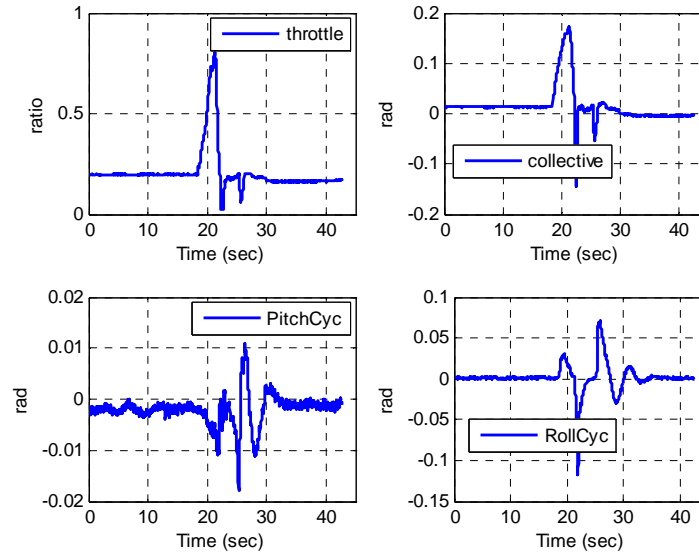 1
0.5
0
ratio
throttle
0 10 20 30 40
Time (sec)
0.2
0.1
0
-0.1
-0.2
rad
collective
0 10 20 30 40
Time (sec)
0.02
0.01
0
-0.01
-0.02
rad
PitchCyc
0 10 20 30 40
Time (sec)
0.1
0.05
0
-0.05
-0.1
-0.15
rad
RollCyc
0 10 20 30 40
Time (sec)